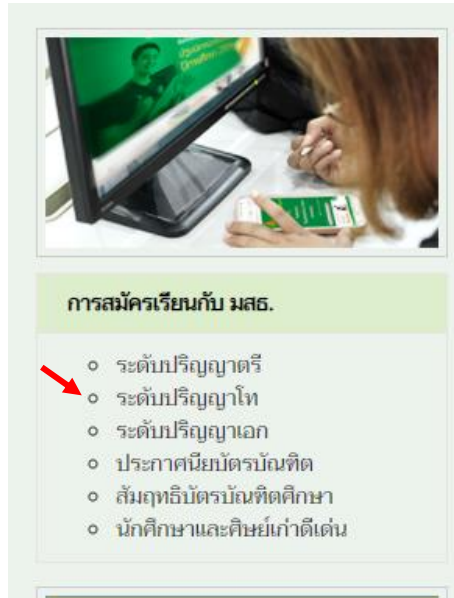 การสมัครเรียนกับ มสธ.
ระดับปริญญาตรี
ระดับปริญญาโท
ระดับปริญญาเอก
ประกาศนียบัตรบัณฑิต
สัมฤทธิบัตรบัณฑิตศึกษา
นักศึกษาและศิษย์เก่าดีเด่น